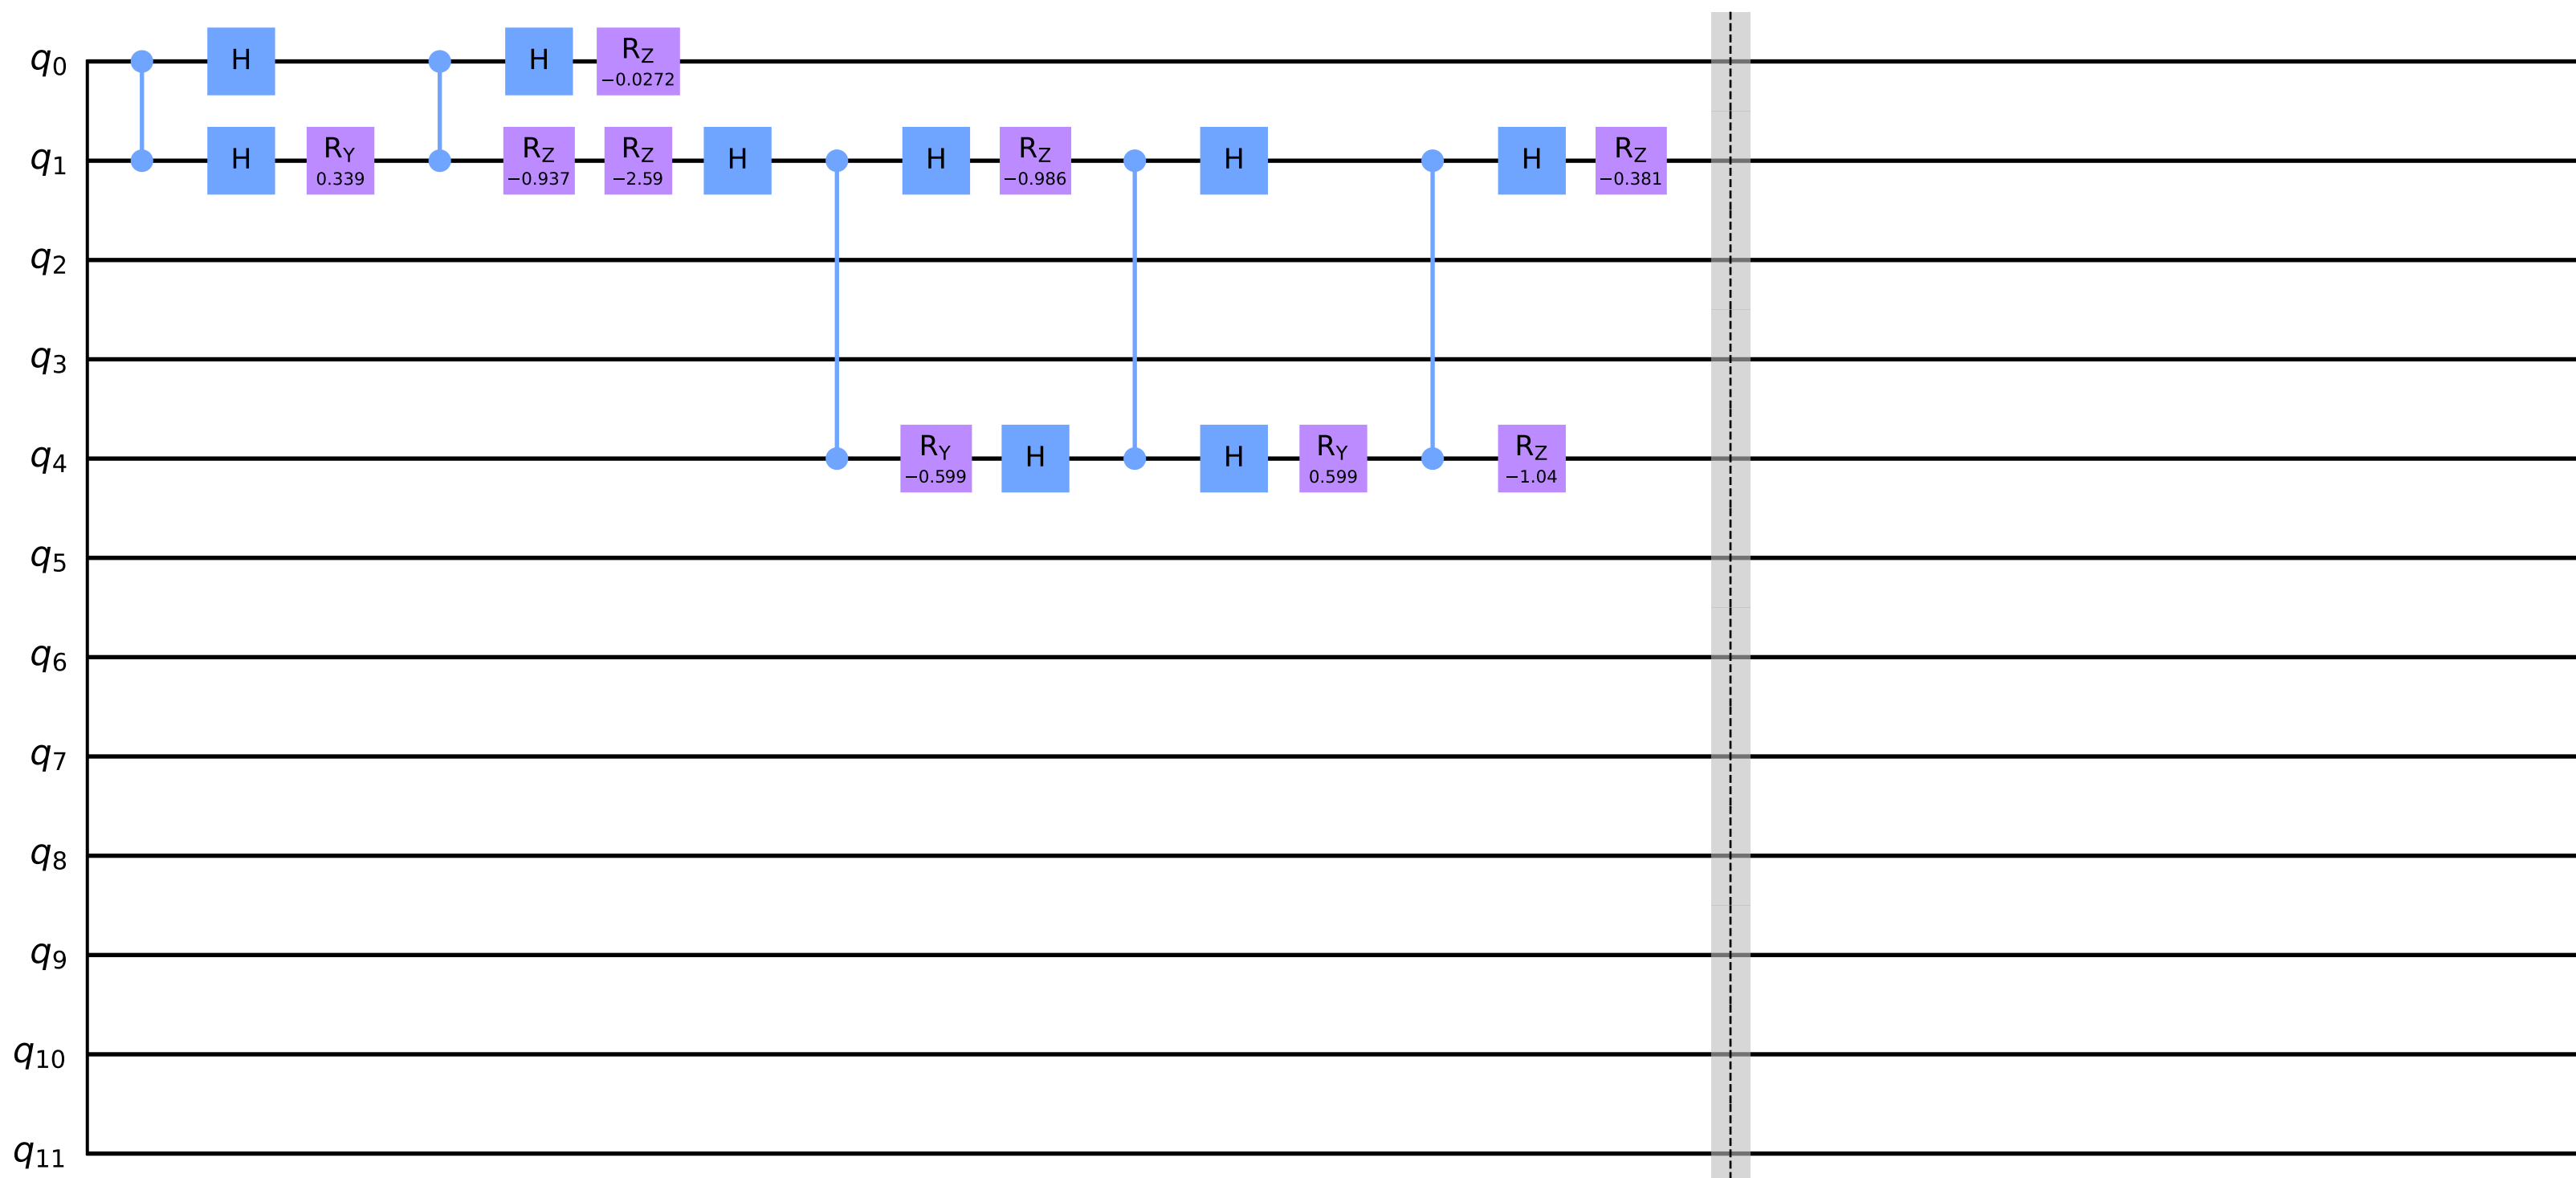 q0 H H RZ −0.0272
q1 H RY 0.339 RZ −0.937 RZ −2.59 H H RZ −0.986 H H RZ −0.381
q2
q3
q4 RY −0.599 H H RY 0.599 RZ −1.04
q5
q6
q7
q8
q9
q10
q11